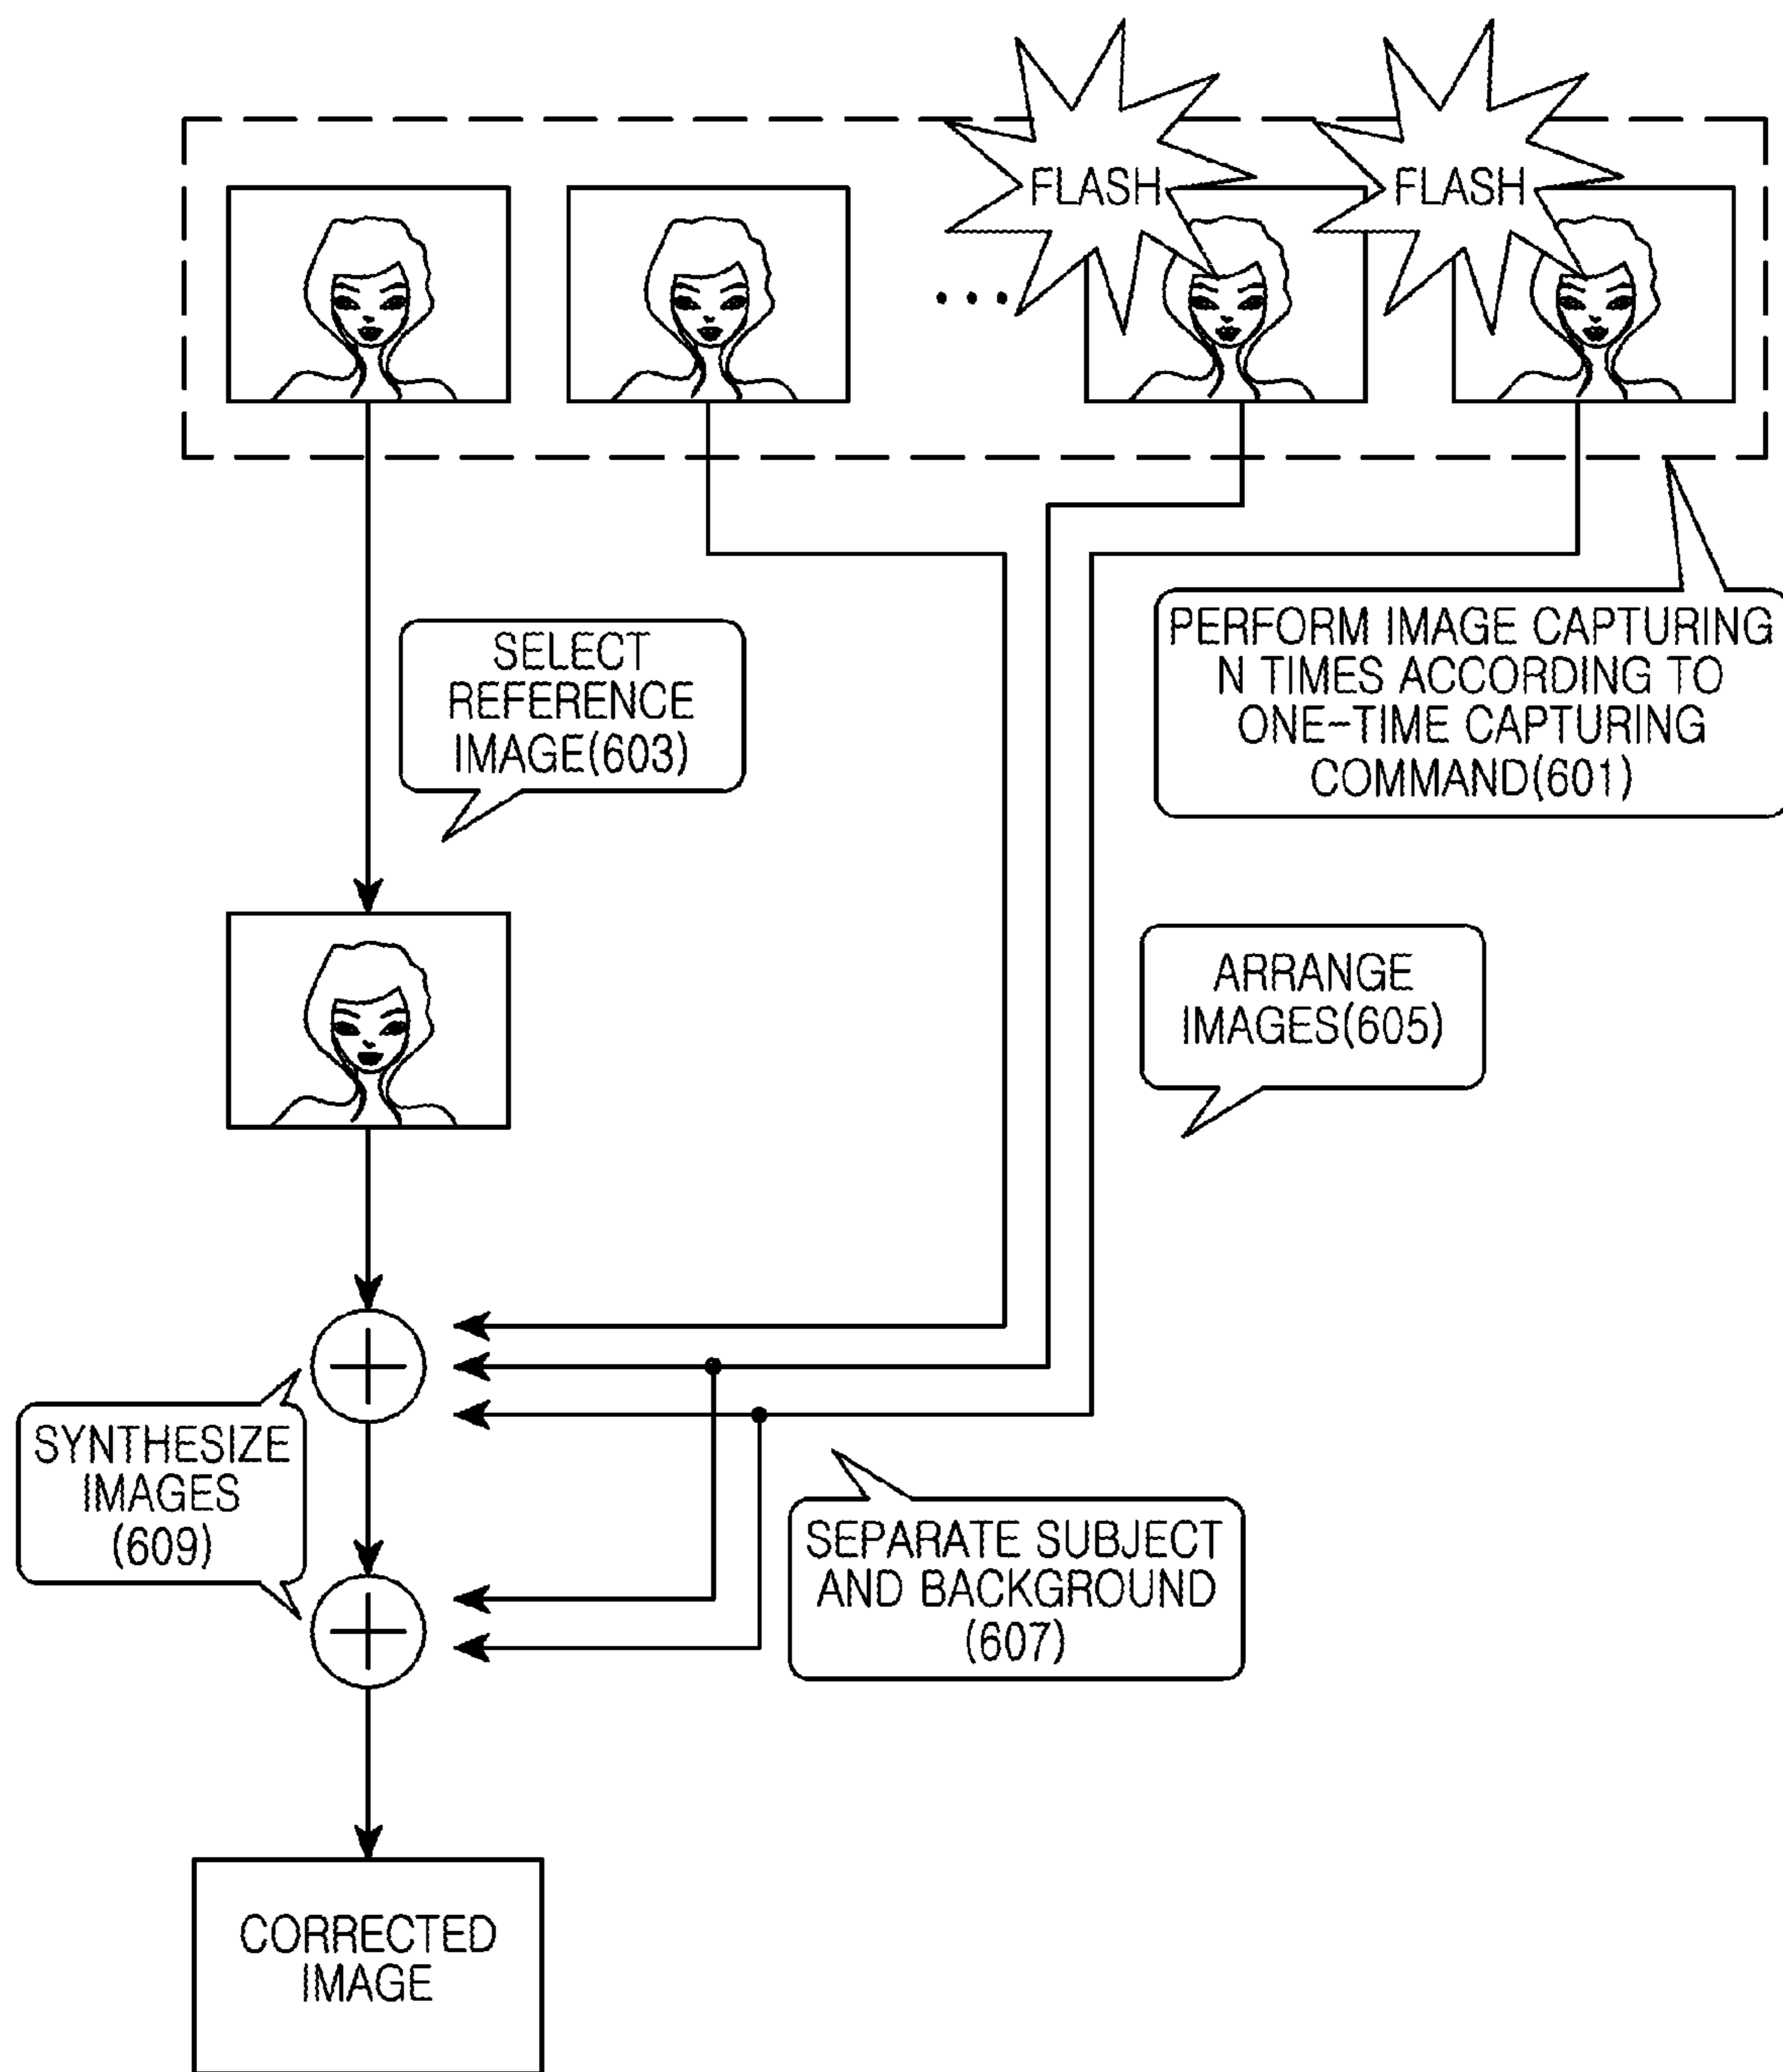 FLASH
FLASH
PERFORM IMAGE CAPTURING
N TIMES ACCORDING TO
ONE-TIME CAPTURING
COMMAND(601)
SELECT
REFERENCE
IMAGE(603)
ARRANGE
IMAGES(605)
SYNTHESIZE
IMAGES
(609)
SEPARATE SUBJECT
AND BACKGROUND
(607)
CORRECTED
IMAGE